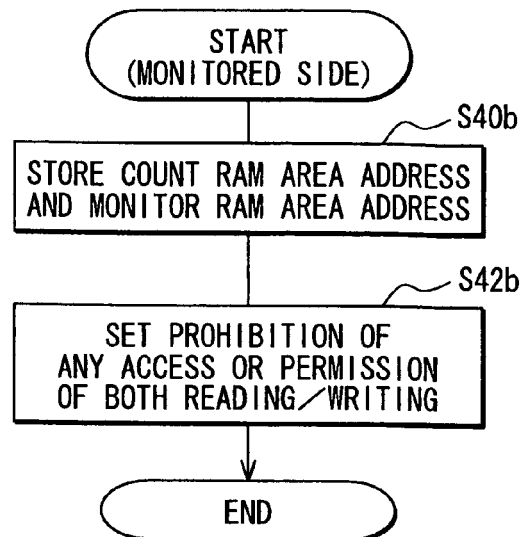 START
(MONITORED SIDE)
S40b
STORE COUNT RAM AREA ADDRESS
AND MONITOR RAM AREA ADDRESS
S42b
SET PROHIBITION OF
ANY ACCESS OR PERMISSION
OF BOTH READING/WRITING
END